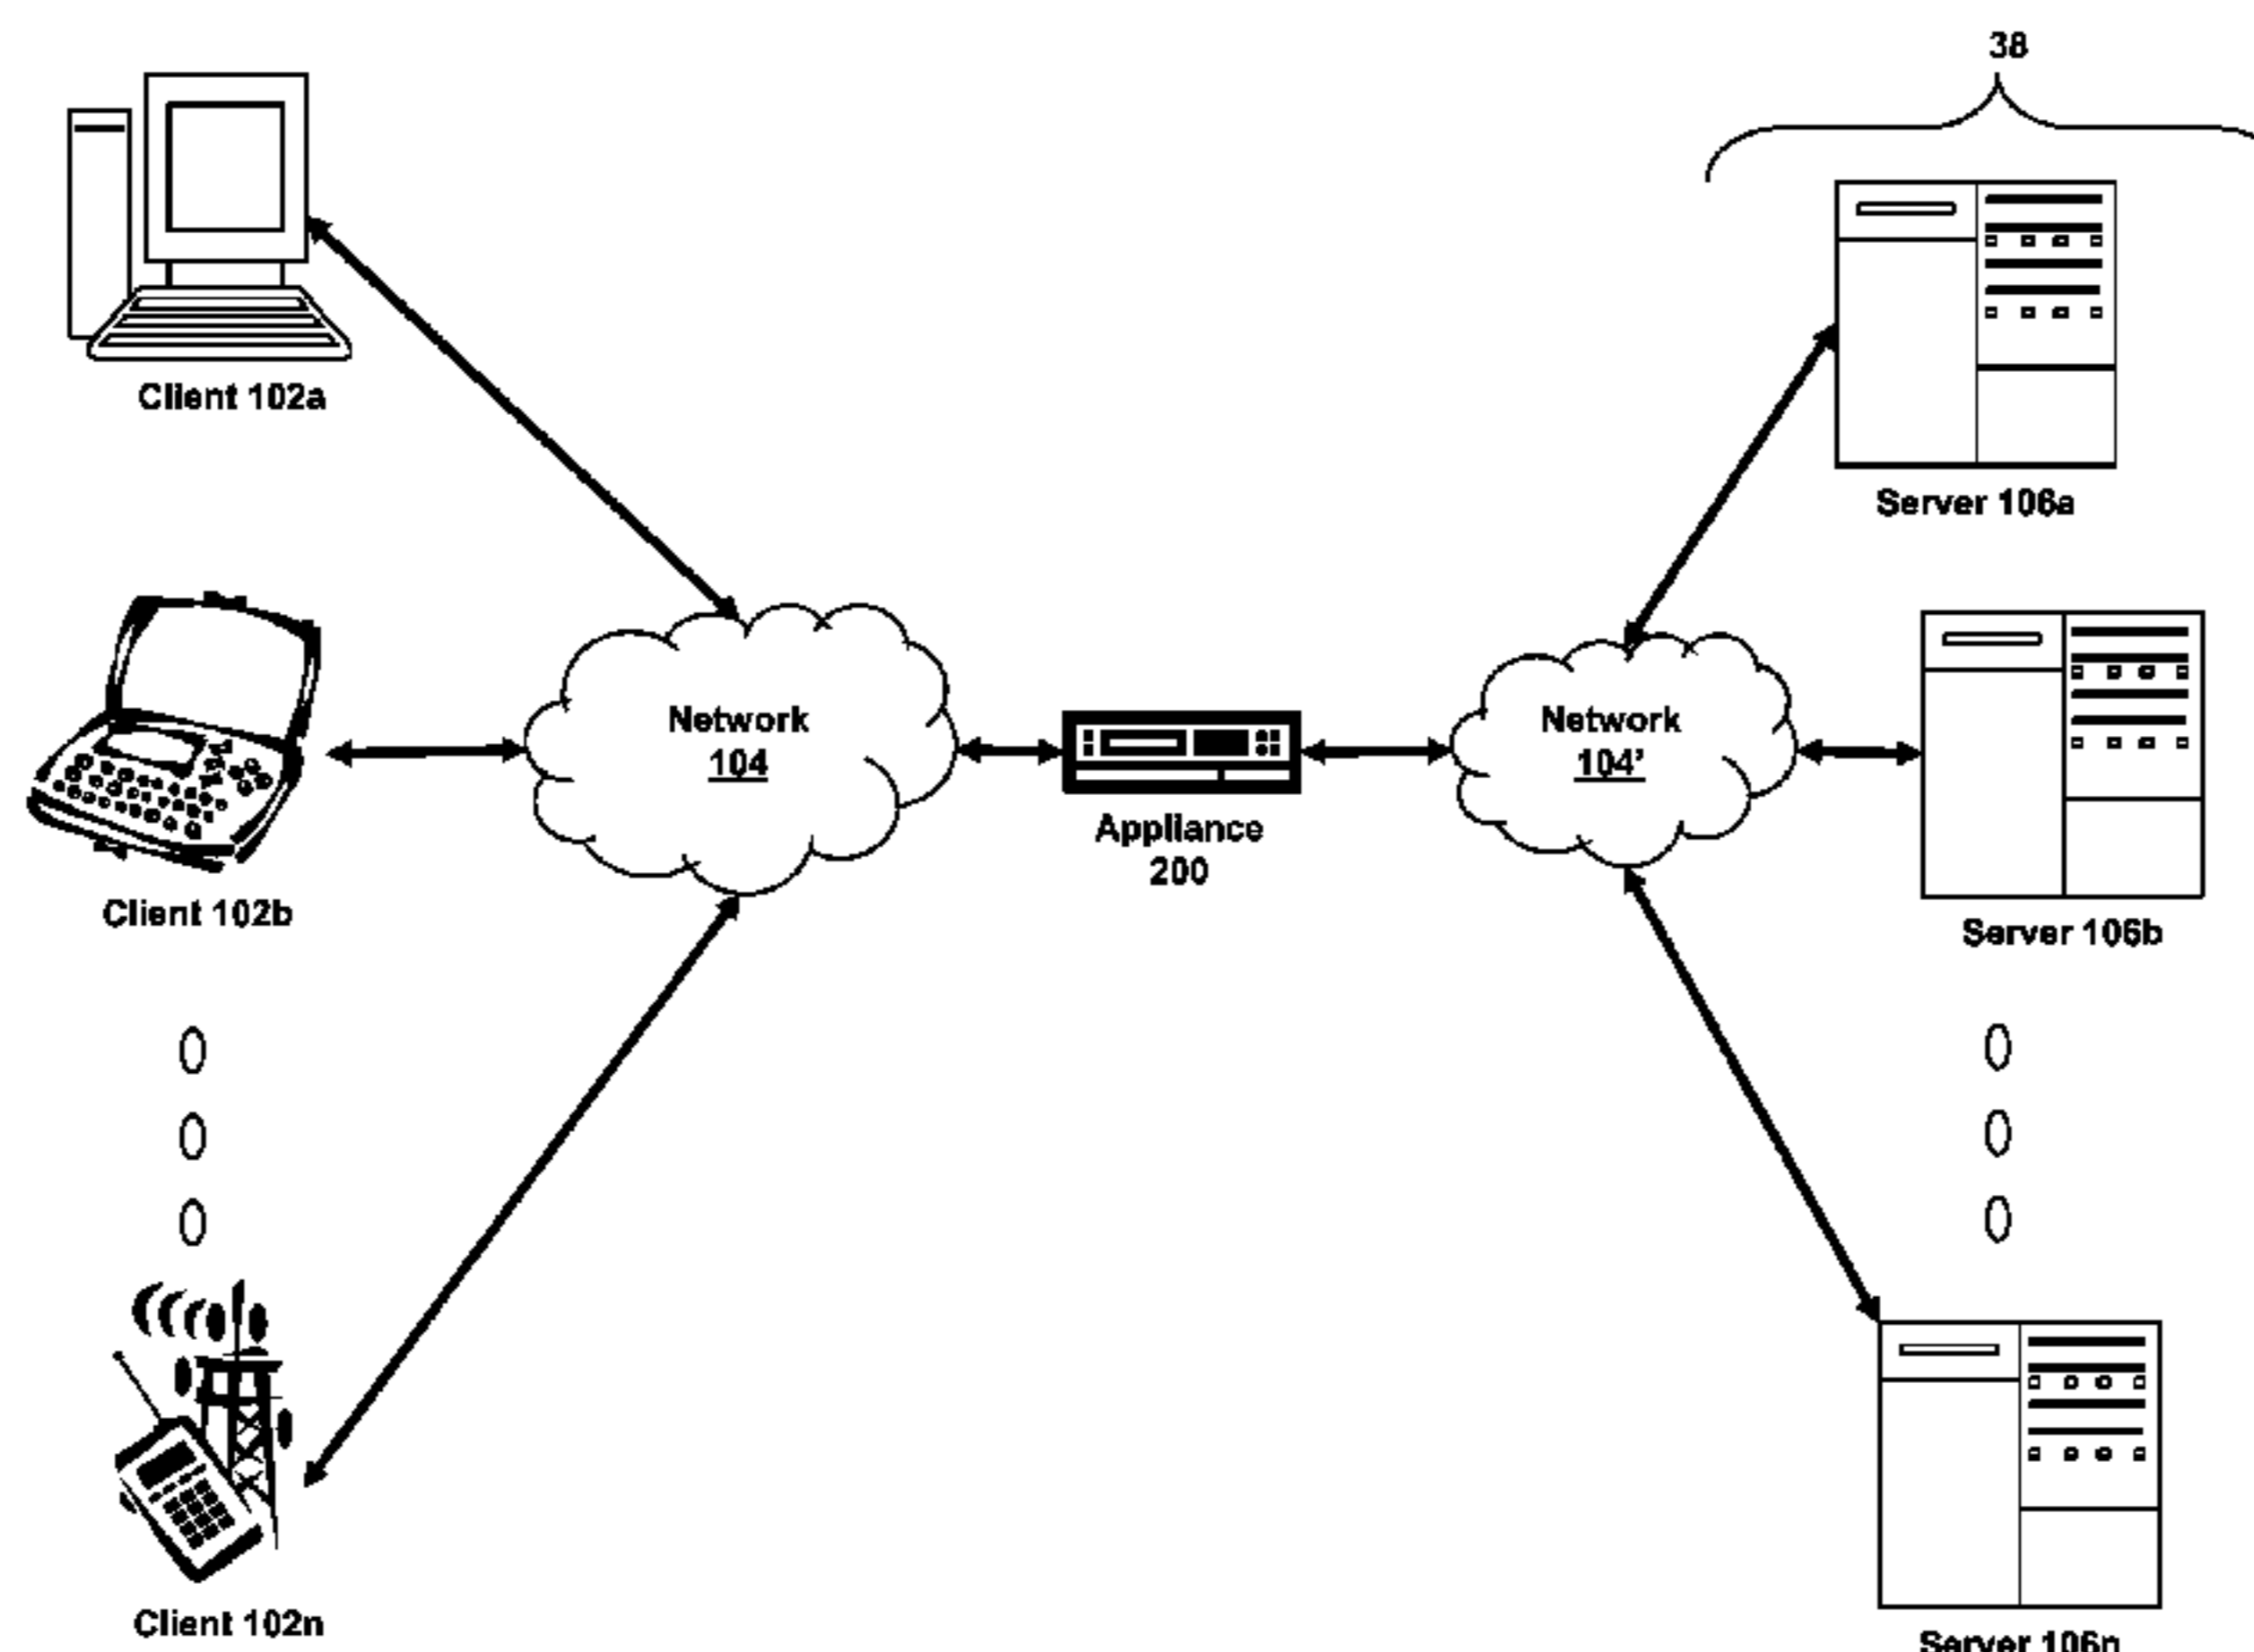 38
Client 102a
Server 106a
Network
104
Network
104’
Appliance
200
Client 102b
Server 106b
Client 102n
Server 106n